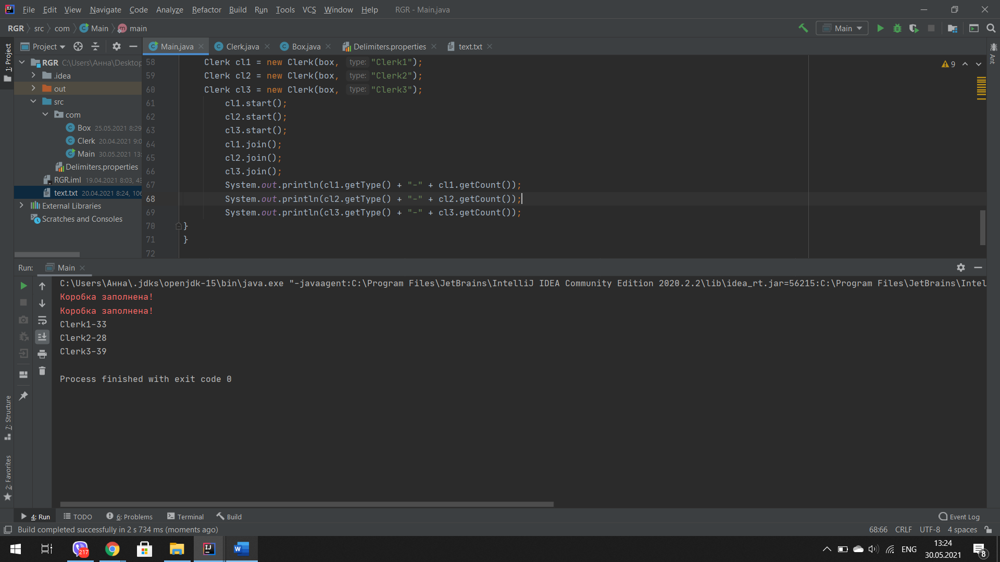 File Edit View Navigate Code Analyze Refactor Build Run Tools VCS Window Help RGR - Main.java
RGR src com Main main
Main
1: Project
Project
Main.java Clerk.java Box.java Delimiters.properties text.txt
Ant
RGR C:\Users\Анна\Desktop
.idea
out
src
com
Box 25.05.2021 8:29
Clerk 20.04.2021 9:0
Main 30.05.2021 13:
Delimiters.properties
RGR.iml 19.04.2021 8:03, 43
text.txt 20.04.2021 8:24, 106
External Libraries
Scratches and Consoles
9
58 Clerk cl1 = new Clerk(box, type: "Clerk1");
59 Clerk cl2 = new Clerk(box, type: "Clerk2");
60 Clerk cl3 = new Clerk(box, type: "Clerk3");
61 cl1.start();
62 cl2.start();
63 cl3.start();
64 cl1.join();
65 cl2.join();
66 cl3.join();
67 System.out.println(cl1.getType() + "-" + cl1.getCount());
68 System.out.println(cl2.getType() + "-" + cl2.getCount());
69 System.out.println(cl3.getType() + "-" + cl3.getCount());
70 }
71 }
72
Run: Main
C:\Users\Анна\.jdks\openjdk-15\bin\java.exe "-javaagent:C:\Program Files\JetBrains\IntelliJ IDEA Community Edition 2020.2.2\lib\idea_rt.jar=56215:C:\Program Files\JetBrains\Intel
Коробка заполнена!
Коробка заполнена!
Clerk1-33
Clerk2-28
Clerk3-39
Process finished with exit code 0
7: Structure
2: Favorites
4: Run TODO 6: Problems Terminal Build Event Log
Build completed successfully in 2 s 734 ms (moments ago) 68:66 CRLF UTF-8 4 spaces
217
IJ
W
ENG
13:24
30.05.2021
8